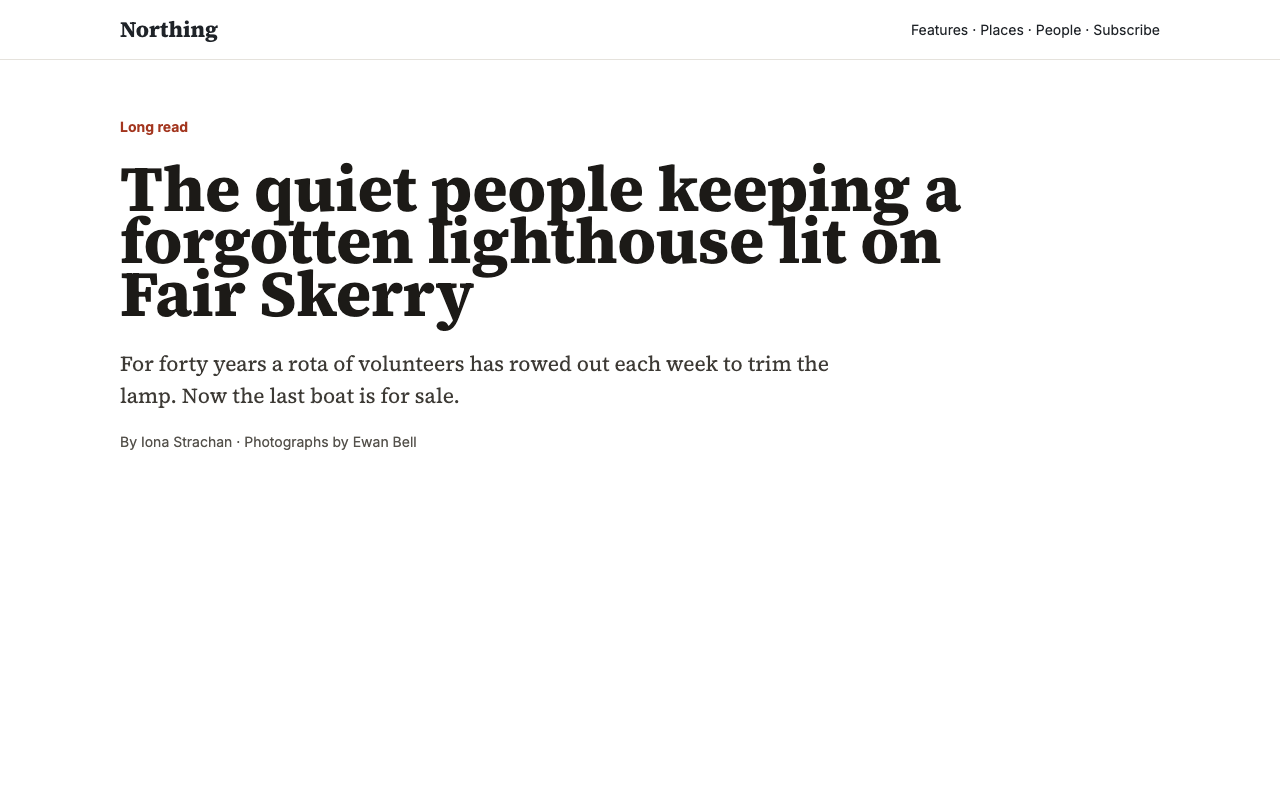 Northing
Features · Places · People · Subscribe
Long read
The quiet people keeping a
forgotten lighthouse lit on
Fair Skerry
For forty years a rota of volunteers has rowed out each week to trim the
lamp. Now the last boat is for sale.
By Iona Strachan · Photographs by Ewan Bell